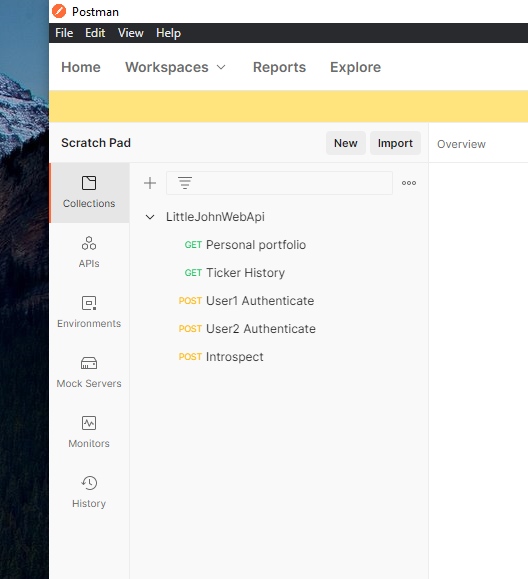 Postman
File Edit View Help
Home Workspaces Reports Explore
Scratch Pad New Import Overview
Collections
APIs
Environments
Mock Servers
Monitors
History
LittleJohnWebApi
GET Personal portfolio
GET Ticker History
POST User1 Authenticate
POST User2 Authenticate
POST Introspect